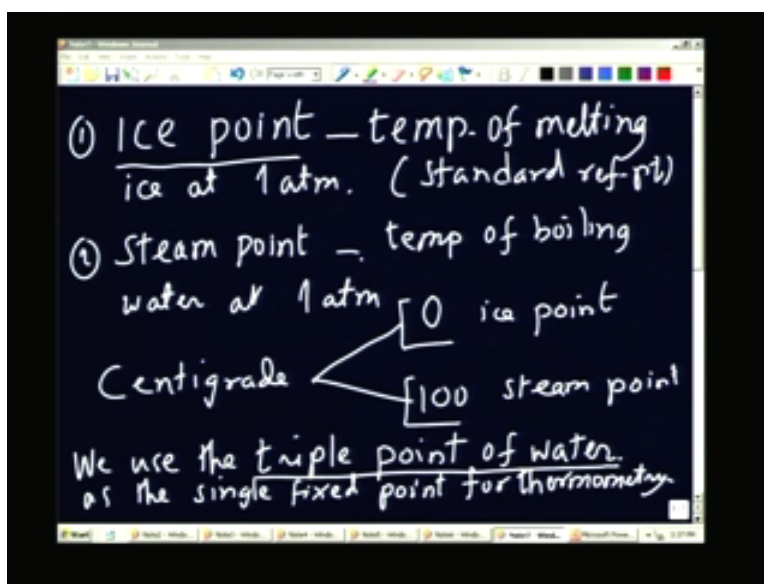 ① Ice point – temp. of melting
ice at 1 atm. (Standard ref. pt)
② Steam point – temp of boiling
water at 1 atm
0 ice point
Centigrade
100 steam point
We use the triple point of water.
as the single fixed point for thermometry.